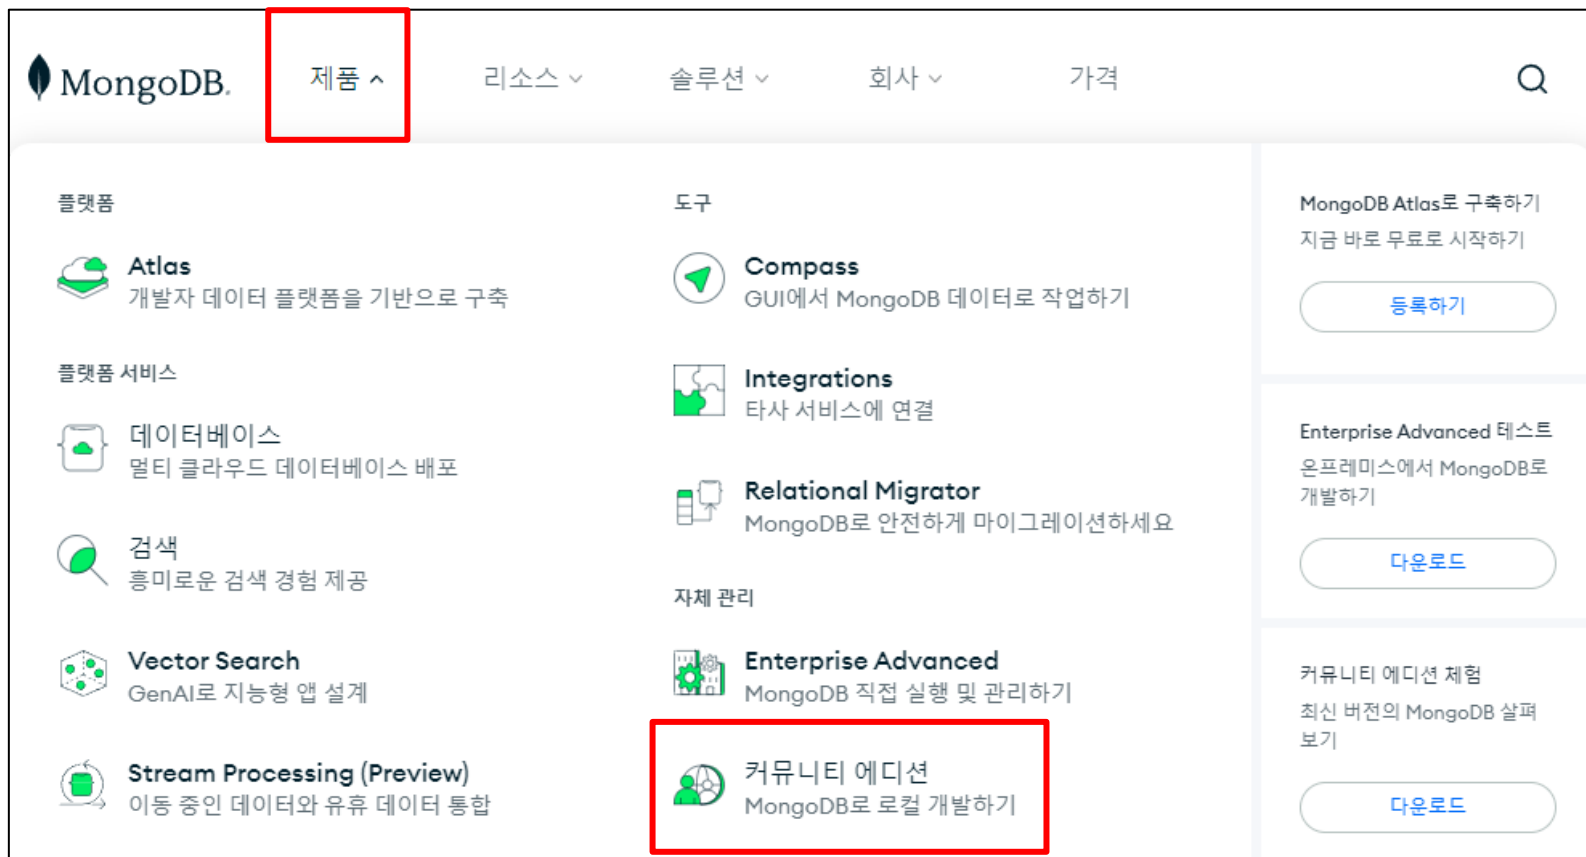 MongoDB.
제품
리소스
솔루션
회사
가격
플랫폼
Atlas
개발자 데이터 플랫폼을 기반으로 구축
플랫폼 서비스
데이터베이스
멀티 클라우드 데이터베이스 배포
검색
흥미로운 검색 경험 제공
Vector Search
GenAI로 지능형 앱 설계
Stream Processing (Preview)
이동 중인 데이터와 유휴 데이터 통합
도구
Compass
GUI에서 MongoDB 데이터로 작업하기
Integrations
타사 서비스에 연결
Relational Migrator
MongoDB로 안전하게 마이그레이션하세요
자체 관리
Enterprise Advanced
MongoDB 직접 실행 및 관리하기
커뮤니티 에디션
MongoDB로 로컬 개발하기
MongoDB Atlas로 구축하기
지금 바로 무료로 시작하기
등록하기
Enterprise Advanced 테스트
온프레미스에서 MongoDB로
개발하기
다운로드
커뮤니티 에디션 체험
최신 버전의 MongoDB 살펴
보기
다운로드